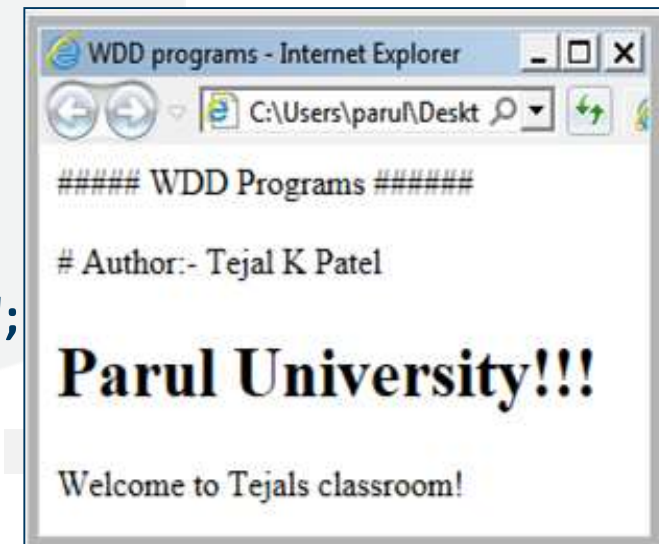 WDD programs - Internet Explorer
C:\Users\parul\Deskt
##### WDD Programs ######
# Author:- Tejal K Patel
";
Parul University!!!
Welcome to Tejals classroom!